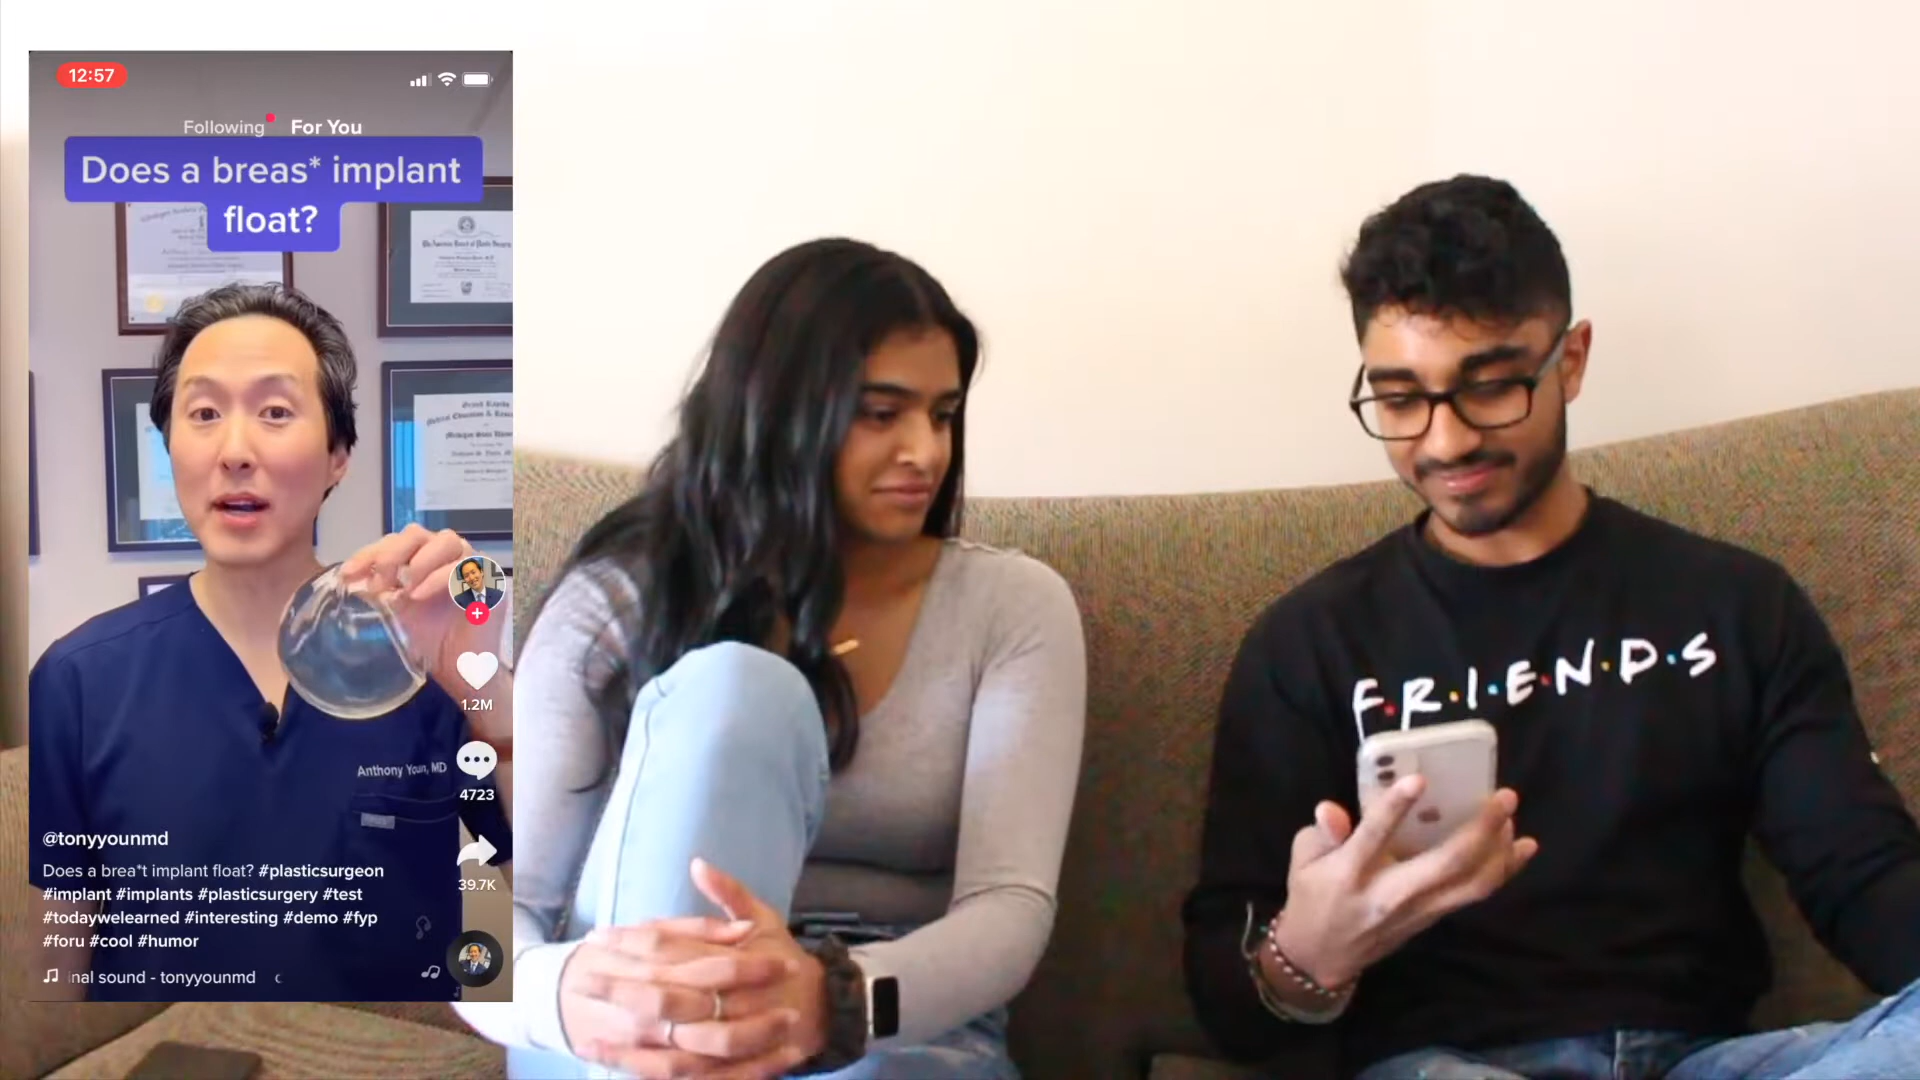 12:57
Following For You
Does a breas* implant
float?
Anthony Youn, MD
1.2M
4723
39.7K
@tonyyounmd
Does a brea*t implant float? #plasticsurgeon
#implant #implants #plasticsurgery #test
#todaywelearned #interesting #demo #fyp
#foru #cool #humor
inal sound - tonyyounmd
F.R.I.E.N.D.S